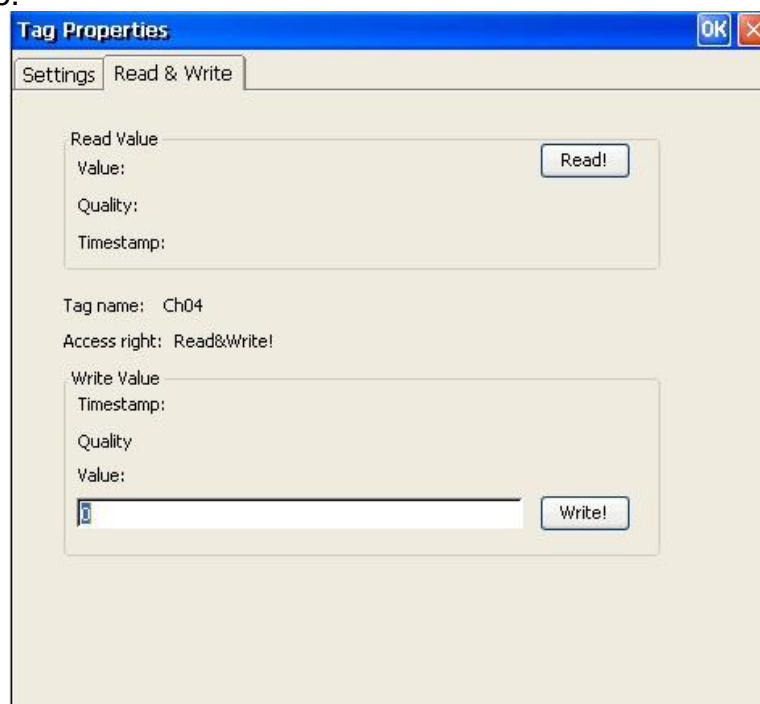 Tag Properties OK
Settings Read & Write
Read Value
Read!
Value:
Quality:
Timestamp:
Tag name: Ch04
Access right: Read&Write!
Write Value
Timestamp:
Quality
Value:
0 Write!